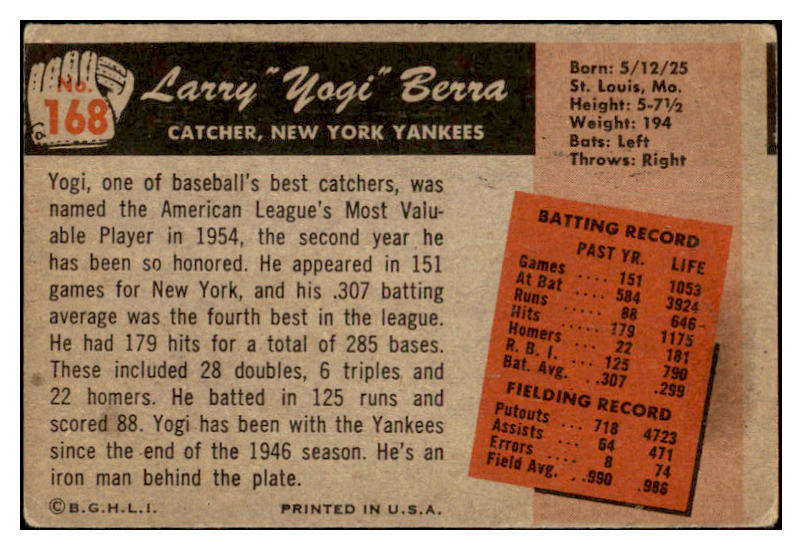 No.
168
Larry "Yogi" Berra
CATCHER, NEW YORK YANKEES
Born: 5/12/25
St. Louis, Mo.
Height: 5-7½
Weight: 194
Bats: Left
Throws: Right
Yogi, one of baseball's best catchers, was
named the American League's Most Valu-
able Player in 1954, the second year he
has been so honored. He appeared in 151
games for New York, and his .307 batting
average was the fourth best in the league.
He had 179 hits for a total of 285 bases.
These included 28 doubles, 6 triples and
22 homers. He batted in 125 runs and
scored 88. Yogi has been with the Yankees
since the end of the 1946 season. He's an
iron man behind the plate.
BATTING RECORD
PAST YR. LIFE
Games .... 151 1053
At Bat .... 584 3924
Runs .... 88 646
Hits .... 179 1175
Homers .... 22 181
R. B. I. ... 125 790
Bat. Avg. .. .307 .299
FIELDING RECORD
Putouts .... 718 4723
Assists ... 64 471
Errors .... 8 74
Field Avg. .. .990 .986
© B.G.H.L.I. PRINTED IN U.S.A.